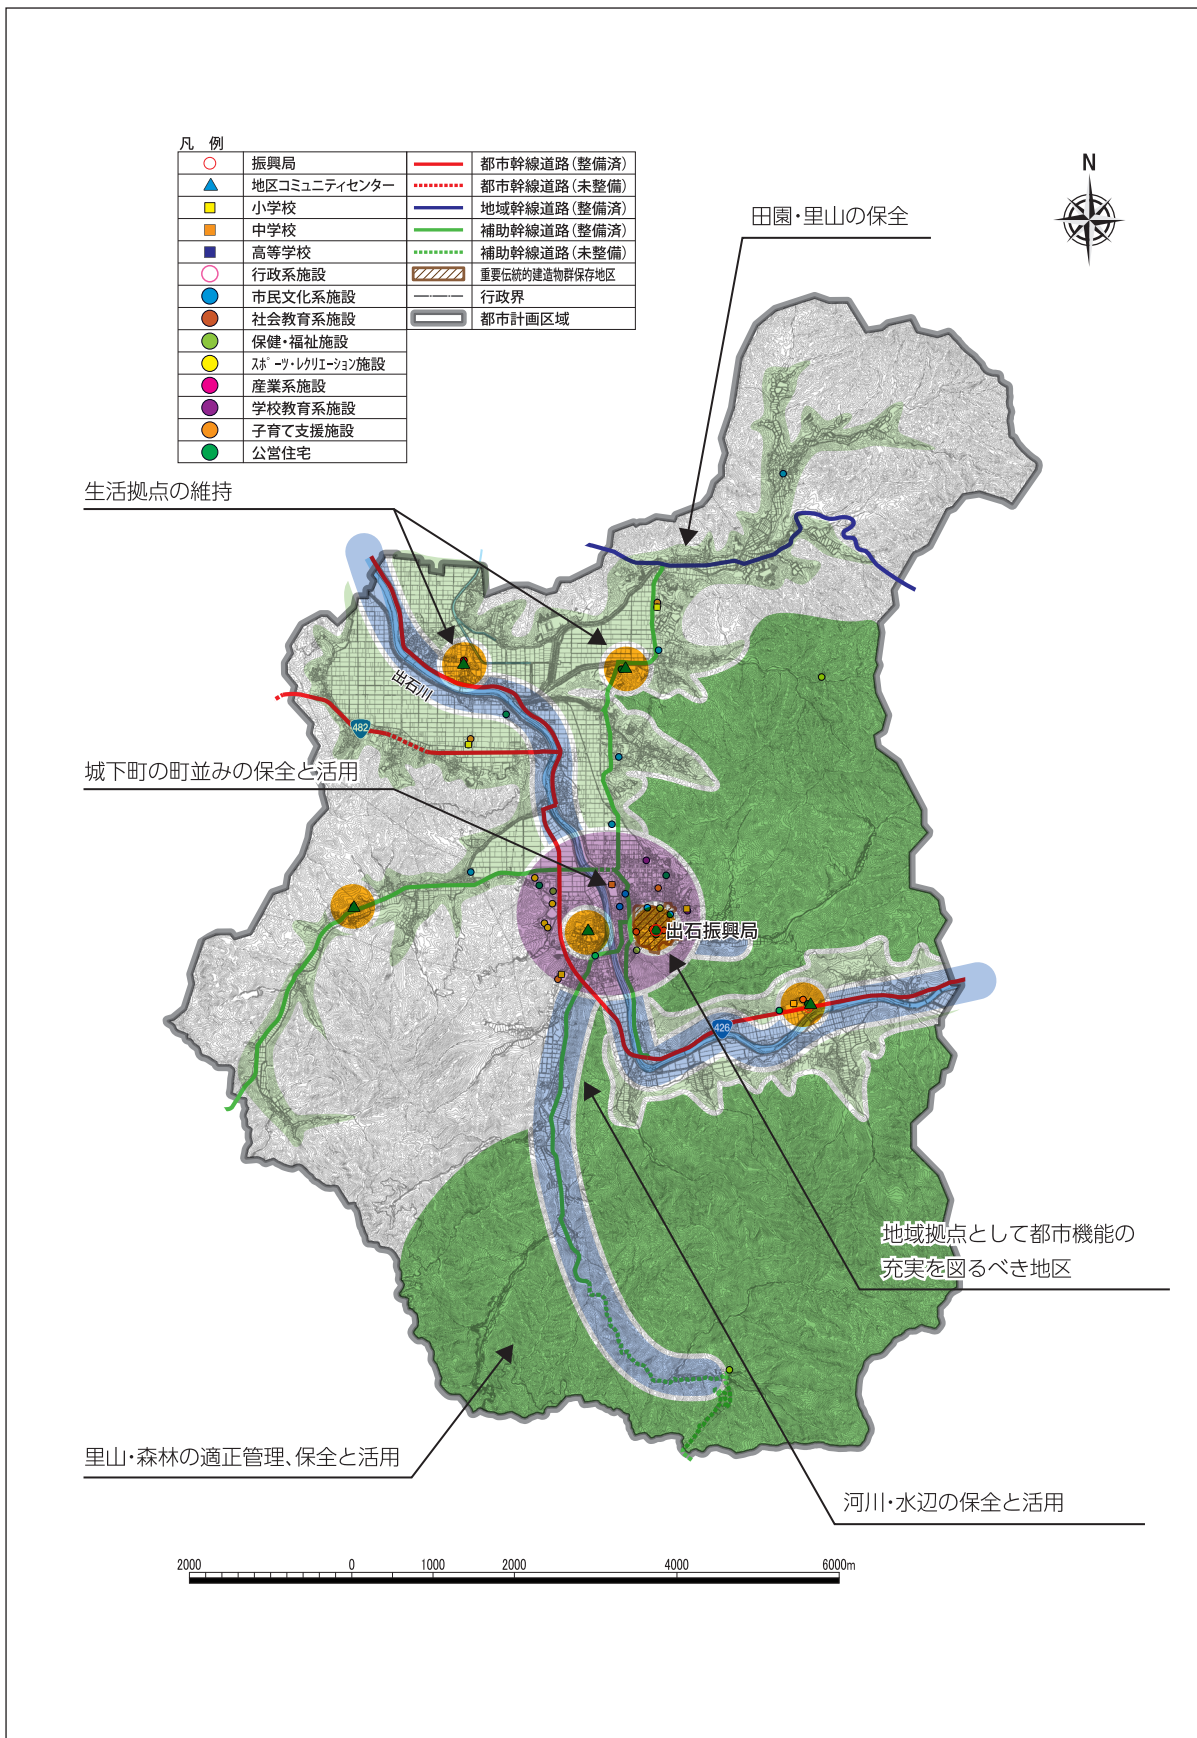 凡 例
振興局
地区コミュニティセンター
小学校
中学校
高等学校
行政系施設
市民文化系施設
社会教育系施設
保健・福祉施設
スポーツ・レクリエーション施設
産業系施設
学校教育系施設
子育て支援施設
公営住宅
都市幹線道路(整備済)
都市幹線道路(未整備)
地域幹線道路(整備済)
補助幹線道路(整備済)
補助幹線道路(未整備)
重要伝統的建造物群保存地区
行政界
都市計画区域
N
田園・里山の保全
生活拠点の維持
出石川
482
城下町の町並みの保全と活用
出石振興局
426
地域拠点として都市機能の
充実を図るべき地区
里山・森林の適正管理、保全と活用
河川・水辺の保全と活用
2000 0 1000 2000 4000 6000m